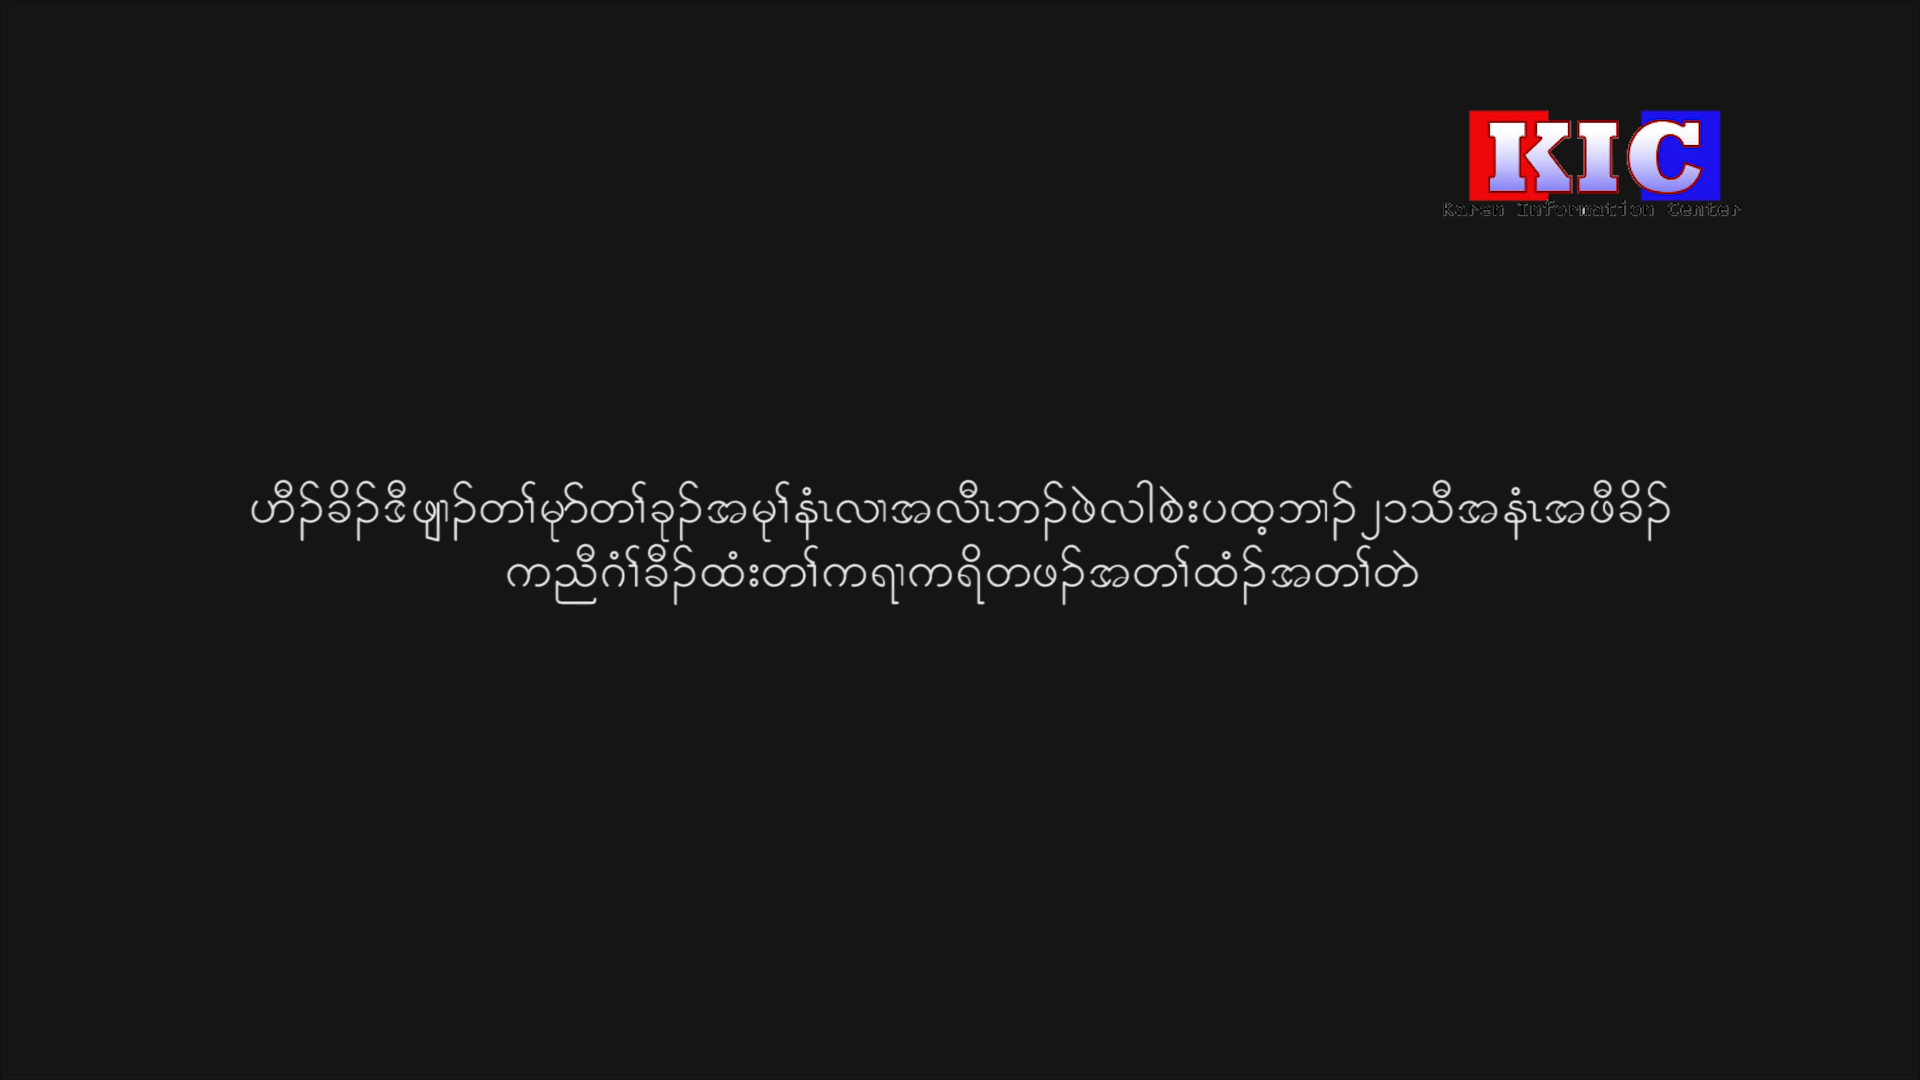 KIC
Karen Information Center
ဟီၣ်ခိၣ်ဒီဖျၢၣ်တၢ်မုာ်တၢ်ခုၣ်အမုၢ်နံၤလၢအလီၤဘၣ်ဖဲလါစဲးပထ့ဘၢၣ်၂၁သီအနံၤအဖီခိၣ်
ကညီဂံၢ်ခီၣ်ထံးတၢ်ကရၢကရိတဖၣ်အတၢ်ထံၣ်အတၢ်တဲ